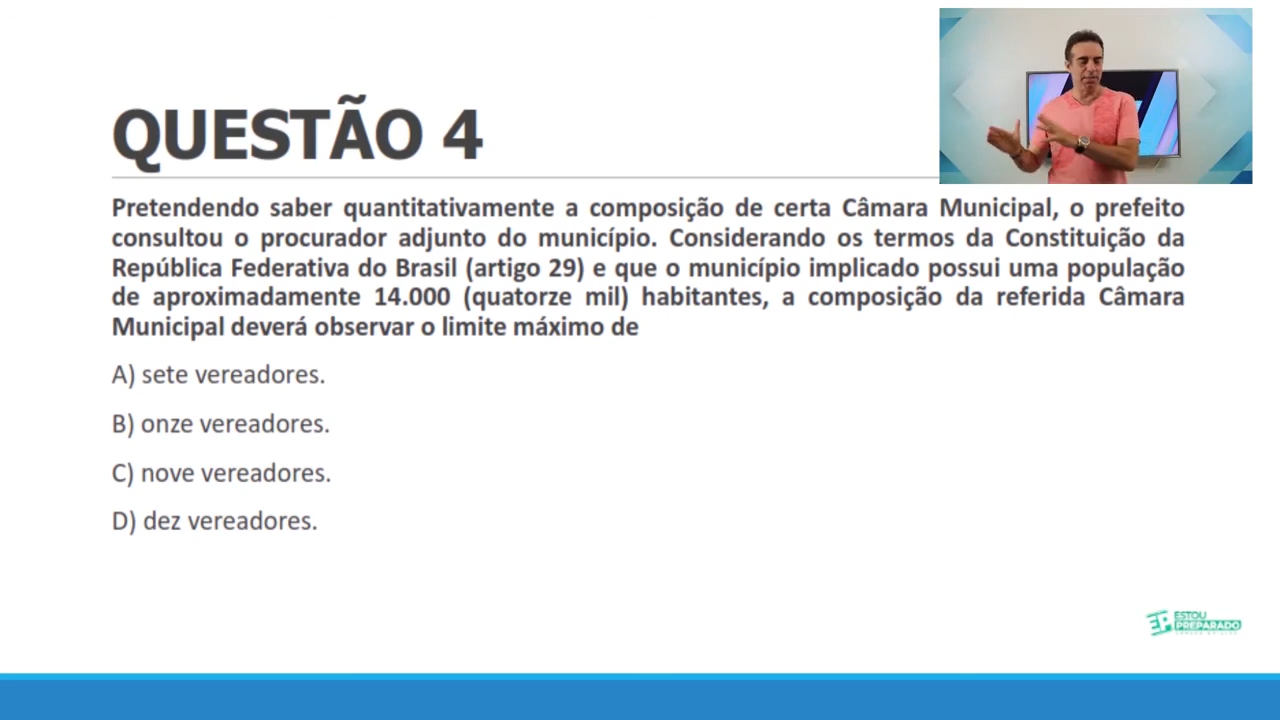 QUESTÃO 4
Pretendendo saber quantitativamente a composição de certa Câmara Municipal, o prefeito
consultou o procurador adjunto do município. Considerando os termos da Constituição da
República Federativa do Brasil (artigo 29) e que o município implicado possui uma população
de aproximadamente 14.000 (quatorze mil) habitantes, a composição da referida Câmara
Municipal deverá observar o limite máximo de
A) sete vereadores.
B) onze vereadores.
C) nove vereadores.
D) dez vereadores.
EP ESTOU
PREPARADO